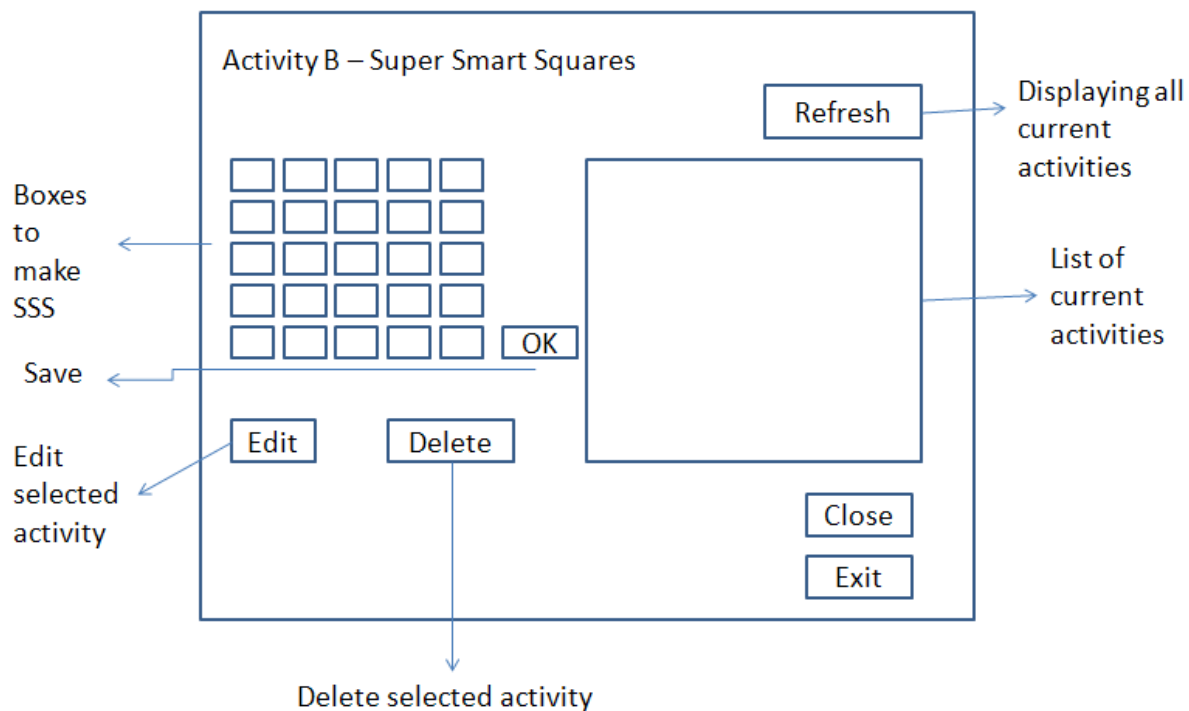 Activity B – Super Smart Squares
Refresh
Displaying all
current
activities
Boxes
to
make
SSS
List of
current
activities
OK
Save
Edit
Delete
Edit
selected
activity
Close
Exit
Delete selected activity